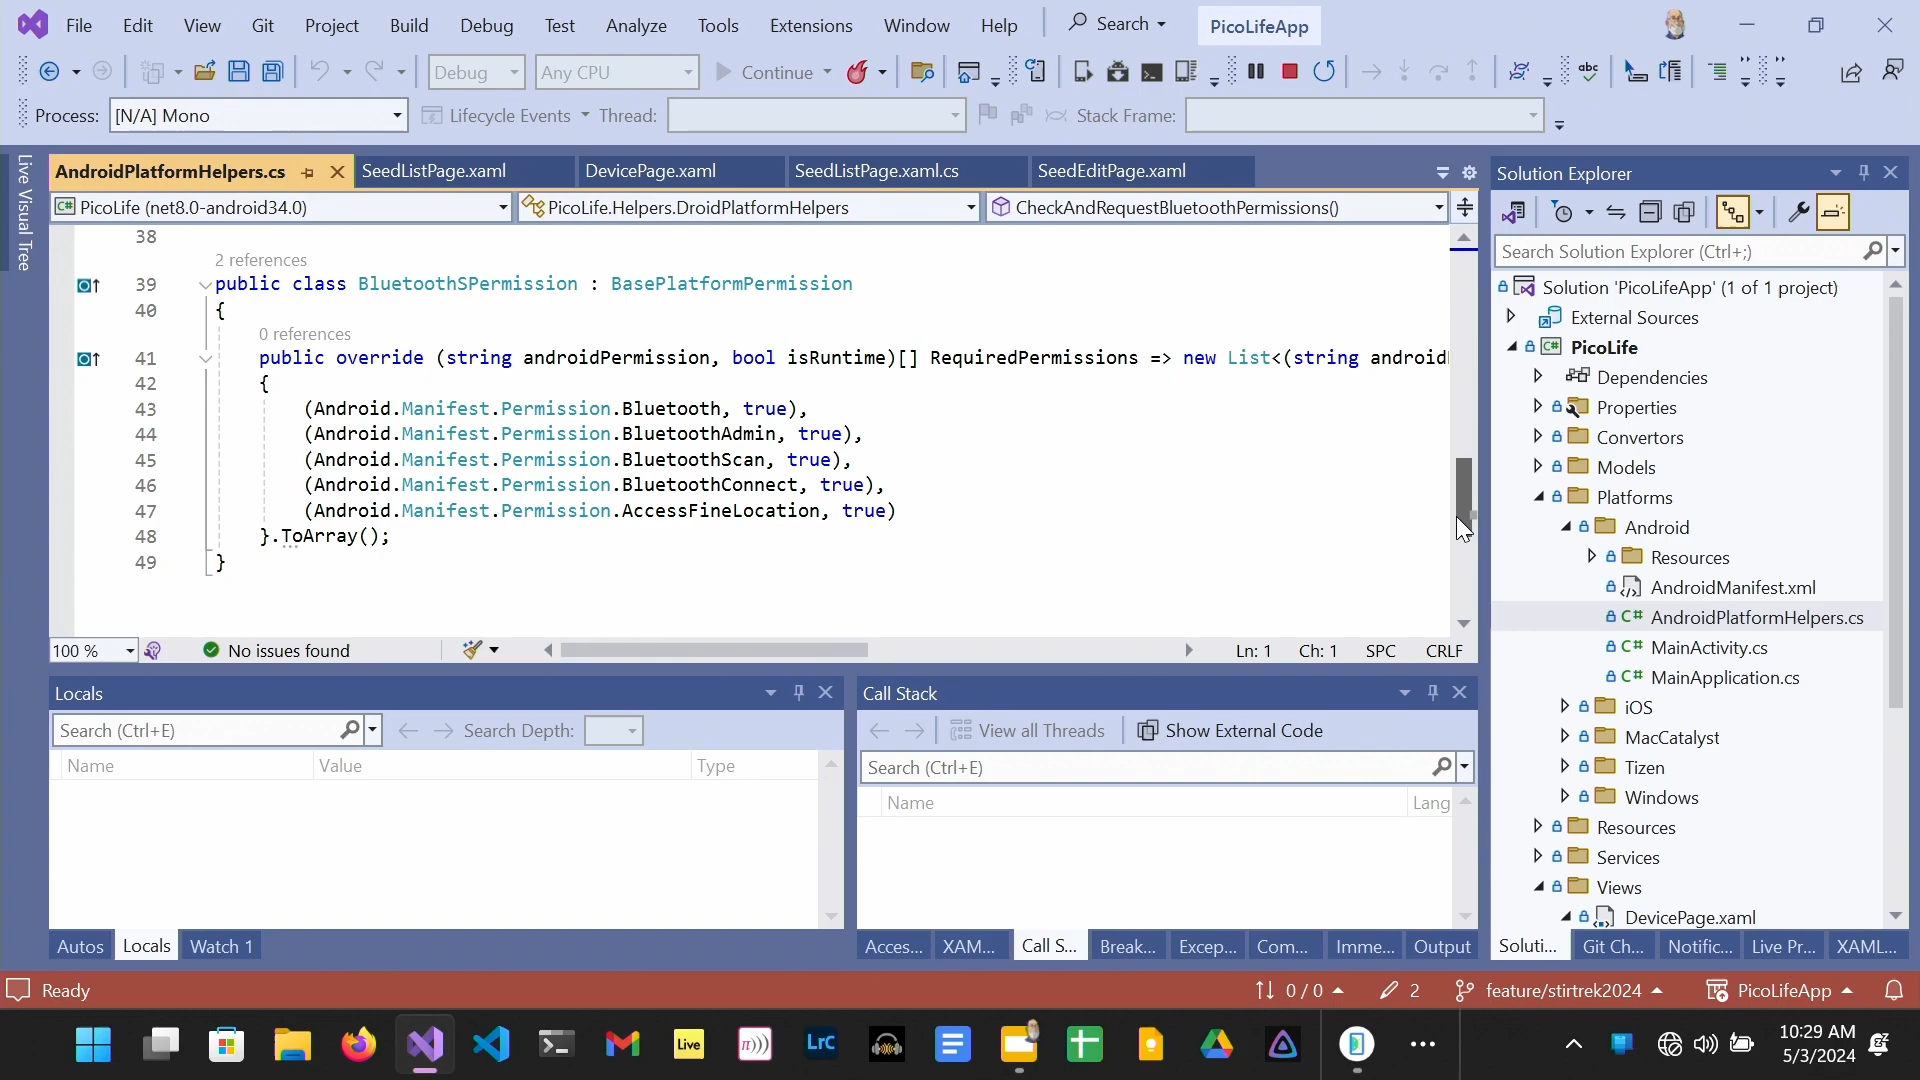 File Edit View Git Project Build Debug Test Analyze Tools Extensions Window Help Search PicoLifeApp
Debug Any CPU Continue
Process: [N/A] Mono Lifecycle Events Thread: Stack Frame:
Live Visual Tree
AndroidPlatformHelpers.cs SeedListPage.xaml DevicePage.xaml SeedListPage.xaml.cs SeedEditPage.xaml
PicoLife (net8.0-android34.0) PicoLife.Helpers.DroidPlatformHelpers CheckAndRequestBluetoothPermissions()
38
2 references
39 public class BluetoothSPermission : BasePlatformPermission
40 {
0 references
41 public override (string androidPermission, bool isRuntime)[] RequiredPermissions => new List<(string android
42 {
43 (Android.Manifest.Permission.Bluetooth, true),
44 (Android.Manifest.Permission.BluetoothAdmin, true),
45 (Android.Manifest.Permission.BluetoothScan, true),
46 (Android.Manifest.Permission.BluetoothConnect, true),
47 (Android.Manifest.Permission.AccessFineLocation, true)
48 }.ToArray();
49 }
100 % No issues found Ln: 1 Ch: 1 SPC CRLF
Locals
Search (Ctrl+E) Search Depth:
Name Value Type
Autos Locals Watch 1
Call Stack
View all Threads Show External Code
Search (Ctrl+E)
Name Lang
Acces... XAM... Call S... Break... Excep... Com... Imme... Output
Solution Explorer
Search Solution Explorer (Ctrl+;)
Solution 'PicoLifeApp' (1 of 1 project)
External Sources
PicoLife
Dependencies
Properties
Convertors
Models
Platforms
Android
Resources
AndroidManifest.xml
AndroidPlatformHelpers.cs
MainActivity.cs
MainApplication.cs
iOS
MacCatalyst
Tizen
Windows
Resources
Services
Views
DevicePage.xaml
Soluti... Git Ch... Notific... Live Pr... XAML...
Ready 0 / 0 2 feature/stirtrek2024 PicoLifeApp
Live π))) LrC
10:29 AM
5/3/2024